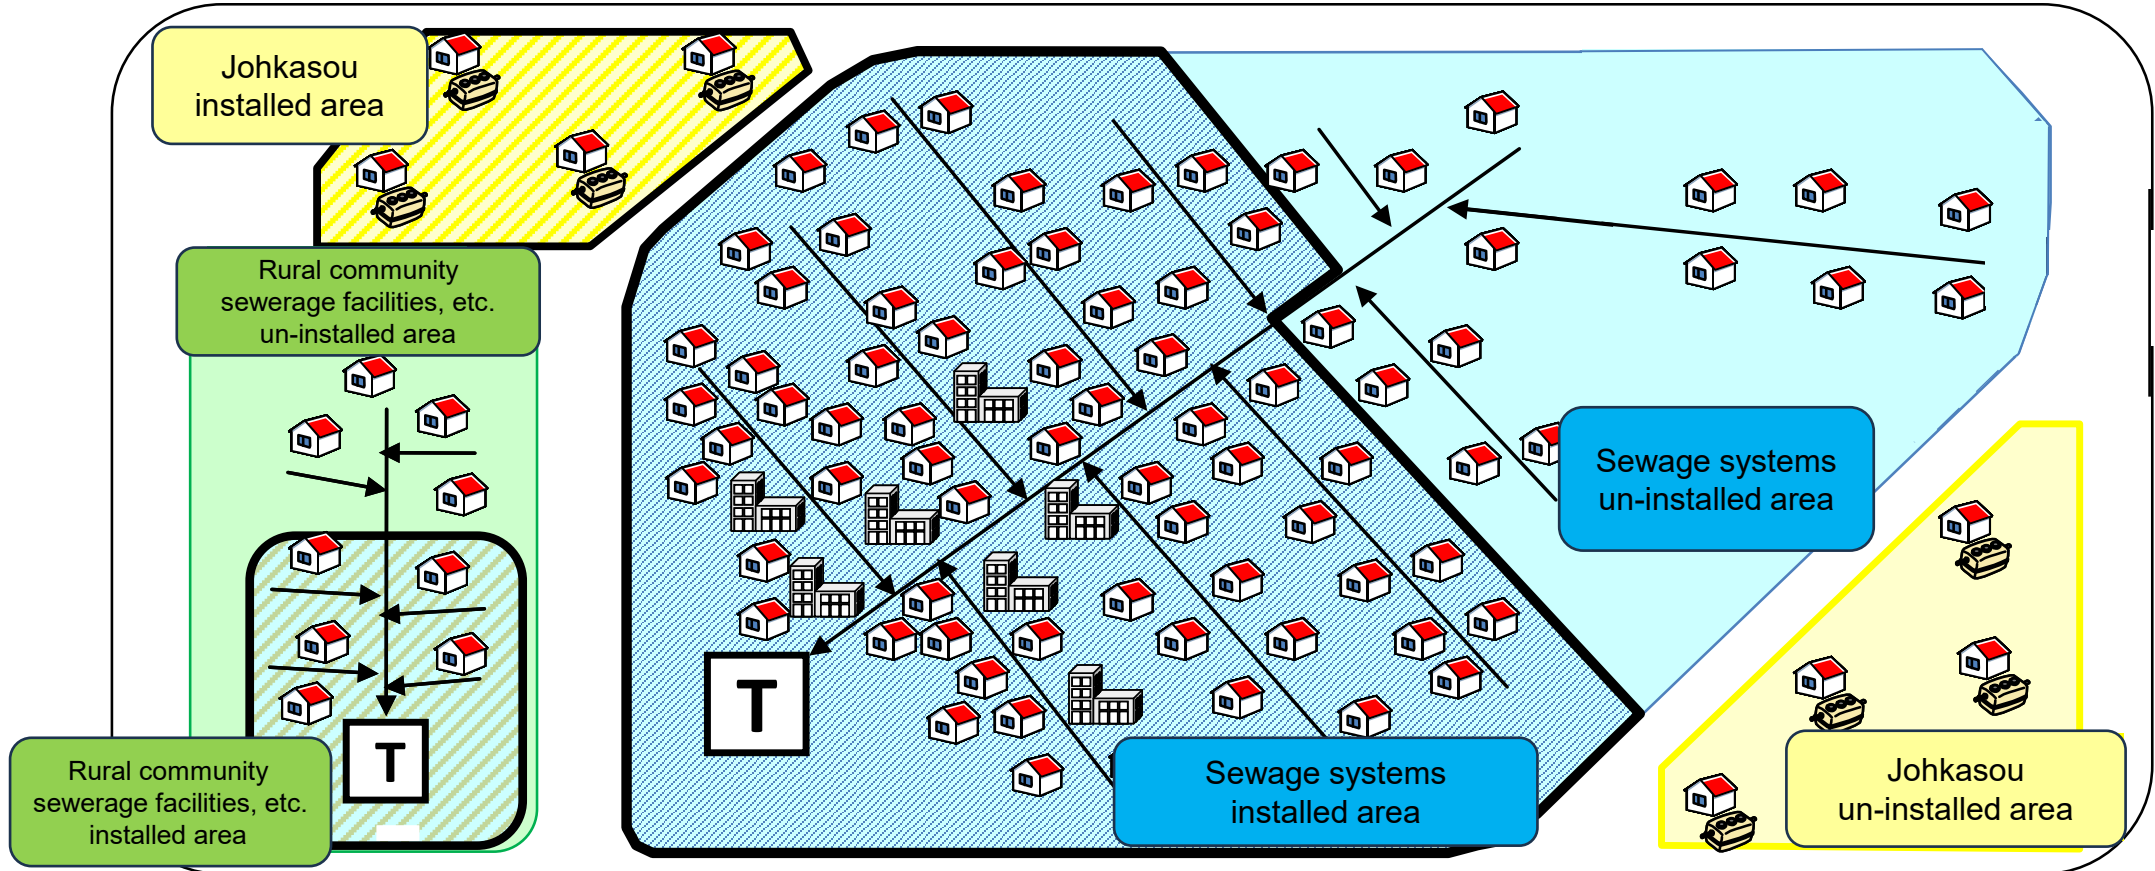 Johkasou
installed area
Rural community
sewerage facilities, etc.
un-installed area
T
Rural community
sewerage facilities, etc.
installed area
T
Sewage systems
installed area
Sewage systems
un-installed area
Johkasou
un-installed area